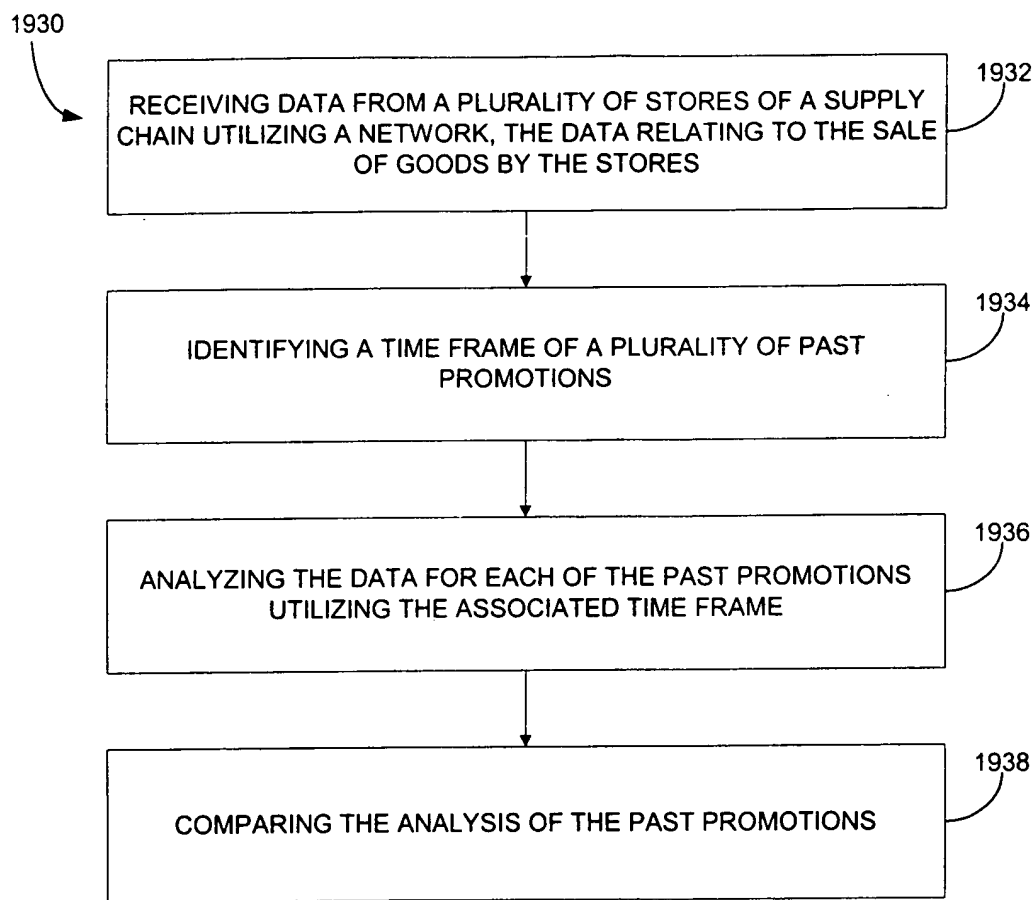 1930
1932
RECEIVING DATA FROM A PLURALITY OF STORES OF A SUPPLY
CHAIN UTILIZING A NETWORK, THE DATA RELATING TO THE SALE
OF GOODS BY THE STORES
1934
IDENTIFYING A TIME FRAME OF A PLURALITY OF PAST
PROMOTIONS
1936
ANALYZING THE DATA FOR EACH OF THE PAST PROMOTIONS
UTILIZING THE ASSOCIATED TIME FRAME
1938
COMPARING THE ANALYSIS OF THE PAST PROMOTIONS